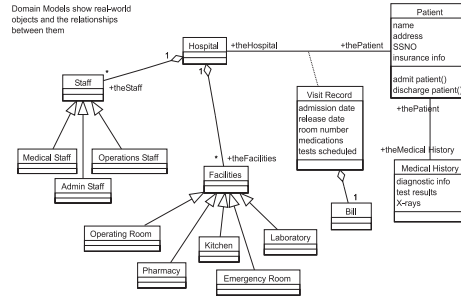 Domain Models show real-world
objects and the relationships
between them
Patient
name
address
SSNO
insurance info
admit patient()
discharge patient()
Hospital
1
+theHospital
+thePatient
1
*
+theStaff
Staff
Visit Record
admission date
release date
room number
medications
tests scheduled
+thePatient
+theMedical History
Medical Staff
Operations Staff
Admin Staff
*
+theFacilities
Facilities
Medical History
diagnostic info
test results
X-rays
1
Bill
Operating Room
Laboratory
Kitchen
Pharmacy
Emergency Room